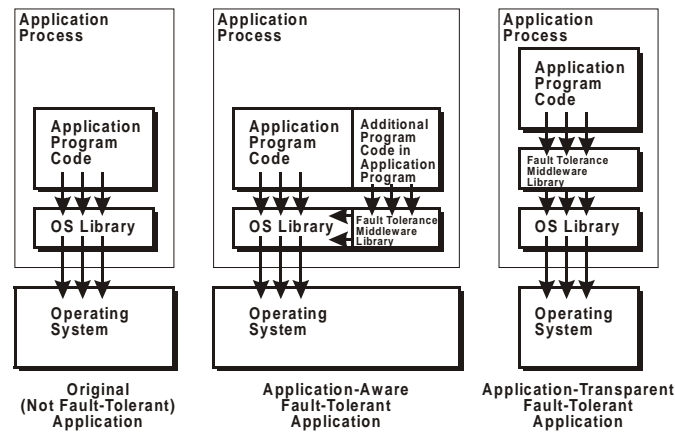 Application
Process
Application
Program
Code
OS Library
Operating
System
Original
(Not Fault-Tolerant)
Application
Application
Process
Application
Program
Code
Additional
Program
Code in
Application
Program
OS Library
Fault Tolerance
Middleware
Library
Operating
System
Application-Aware
Fault-Tolerant
Application
Application
Process
Application
Program
Code
Fault Tolerance
Middleware
Library
OS Library
Operating
System
Application-Transparent
Fault-Tolerant
Application